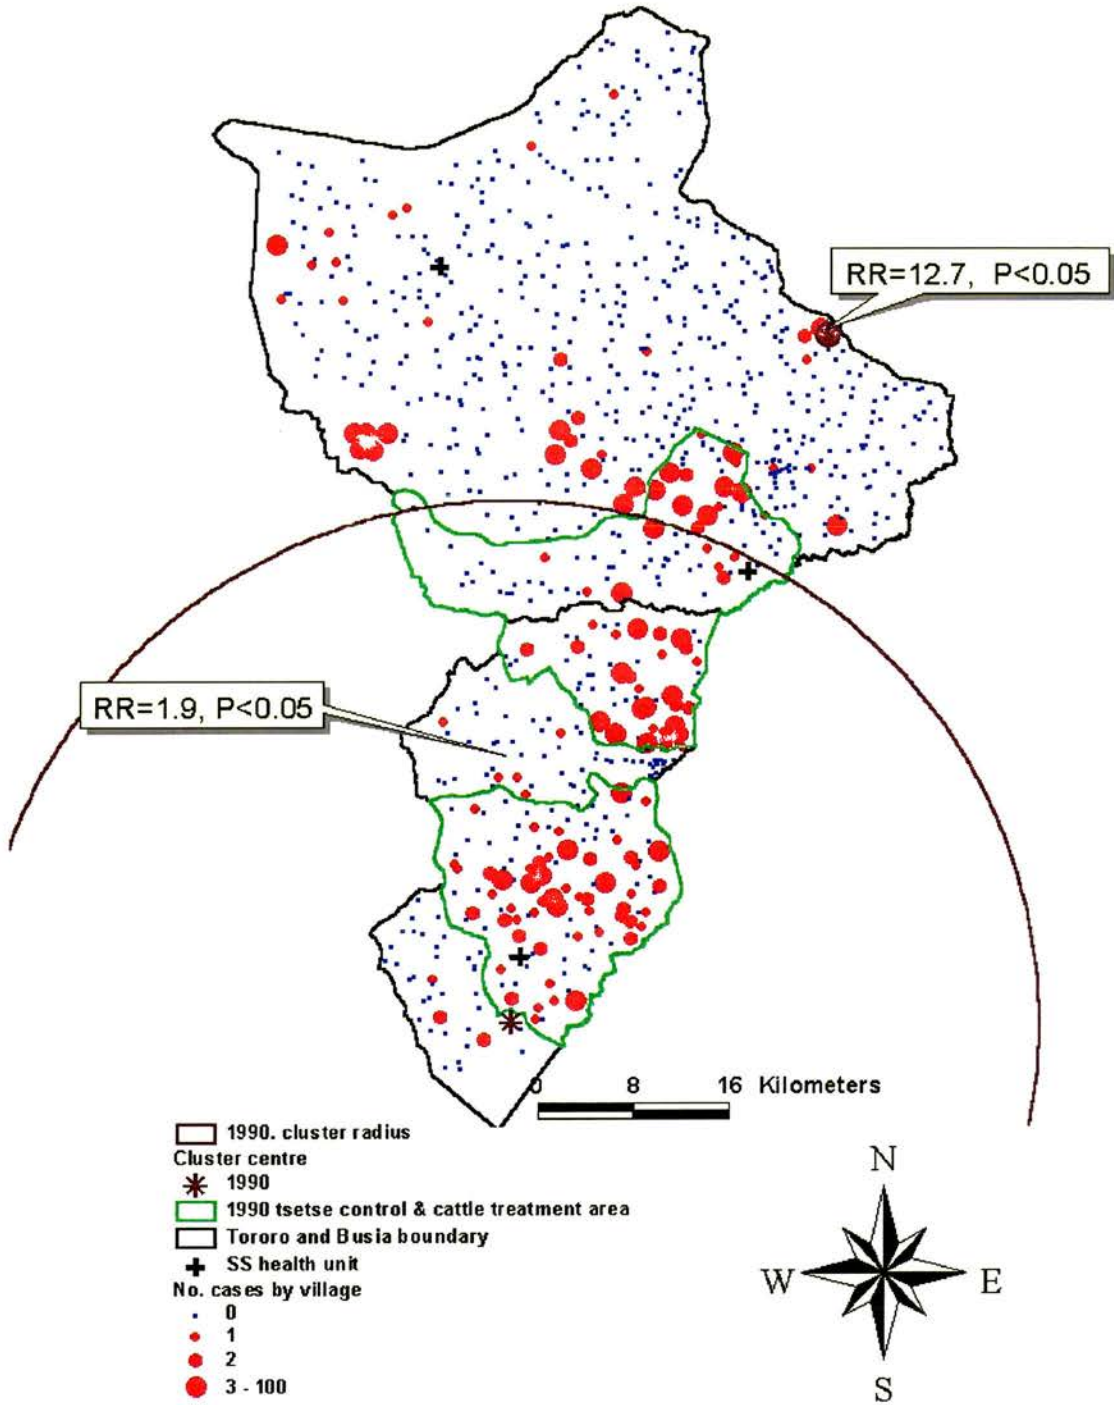 RR=12.7, P<0.05
RR=1.9, P<0.05
0 8 16 Kilometers
1990. cluster radius
Cluster centre
1990
1990 tsetse control & cattle treatment area
Tororo and Busia boundary
SS health unit
No. cases by village
0
1
2
3 - 100
N
W E
S